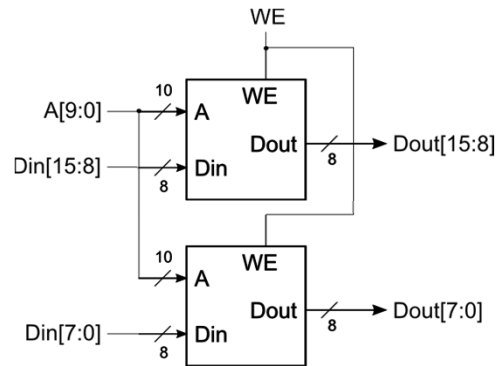 WE
10
A[9:0]
A
WE
Dout
8
Dout[15:8]
Din[15:8]
8
Din
10
A
WE
Dout
8
Dout[7:0]
Din[7:0]
8
Din